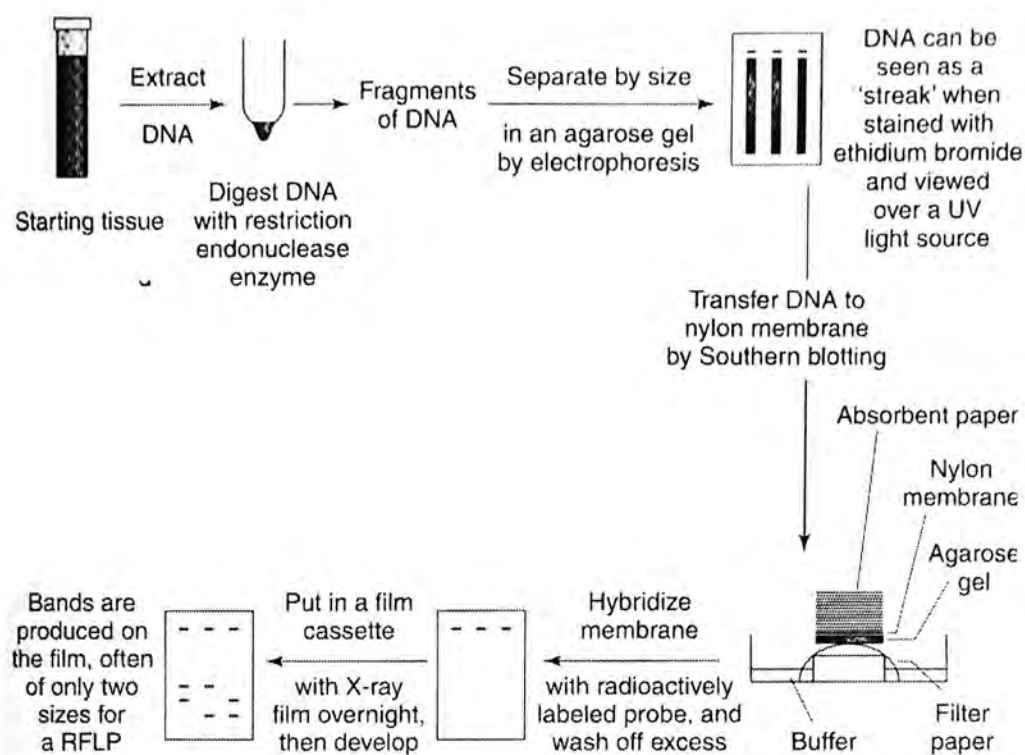 Starting tissue
Extract
DNA
Digest DNA
with restriction
endonuclease
enzyme
Fragments
of DNA
Separate by size
in an agarose gel
by electrophoresis
DNA can be
seen as a
'streak' when
stained with
ethidium bromide
and viewed
over a UV
light source
Transfer DNA to
nylon membrane
by Southern blotting
Absorbent paper
Nylon
membrane
Agarose
gel
Filter
paper
Buffer
Hybridize
membrane
with radioactively
labeled probe, and
wash off excess
Put in a film
cassette
with X-ray
film overnight,
then develop
Bands are
produced on
the film, often
of only two
sizes for
a RFLP